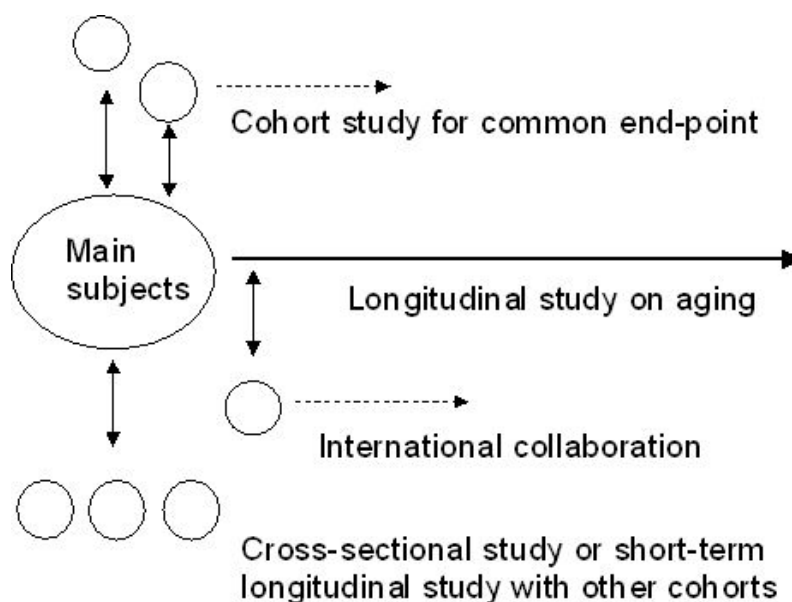 Cohort study for common end-point
Main
subjects
Longitudinal study on aging
International collaboration
Cross-sectional study or short-term
longitudinal study with other cohorts